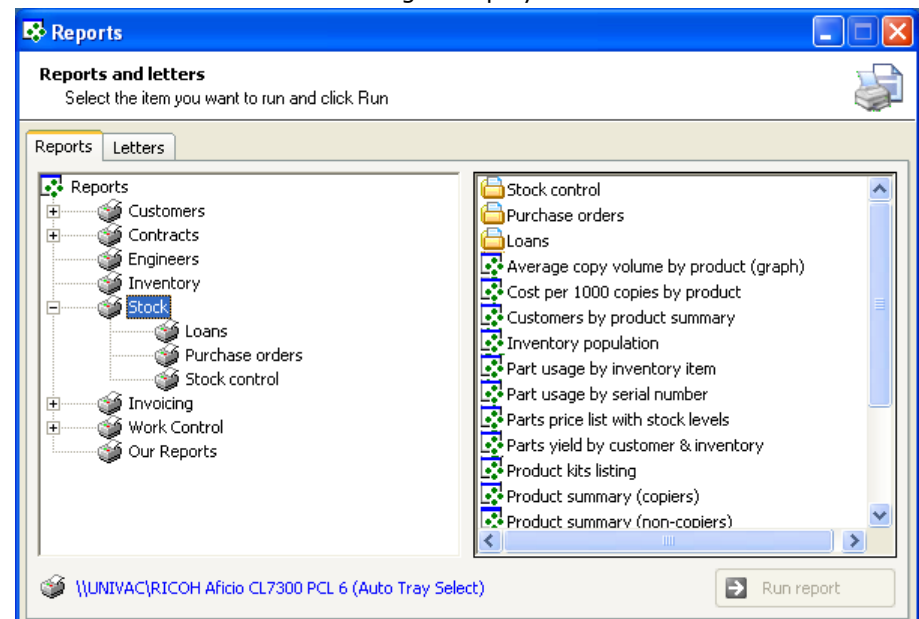 Reports
Reports and letters
Select the item you want to run and click Run
Reports
Letters
Reports
Customers
Contracts
Engineers
Inventory
Stock
Loans
Purchase orders
Stock control
Invoicing
Work Control
Our Reports
Stock control
Purchase orders
Loans
Average copy volume by product (graph)
Cost per 1000 copies by product
Customers by product summary
Inventory population
Part usage by inventory item
Part usage by serial number
Parts price list with stock levels
Parts yield by customer & inventory
Product kits listing
Product summary (copiers)
Product summary (non-copiers)
\\UNIVAC\RICOH Aficio CL7300 PCL 6 (Auto Tray Select)
Run report